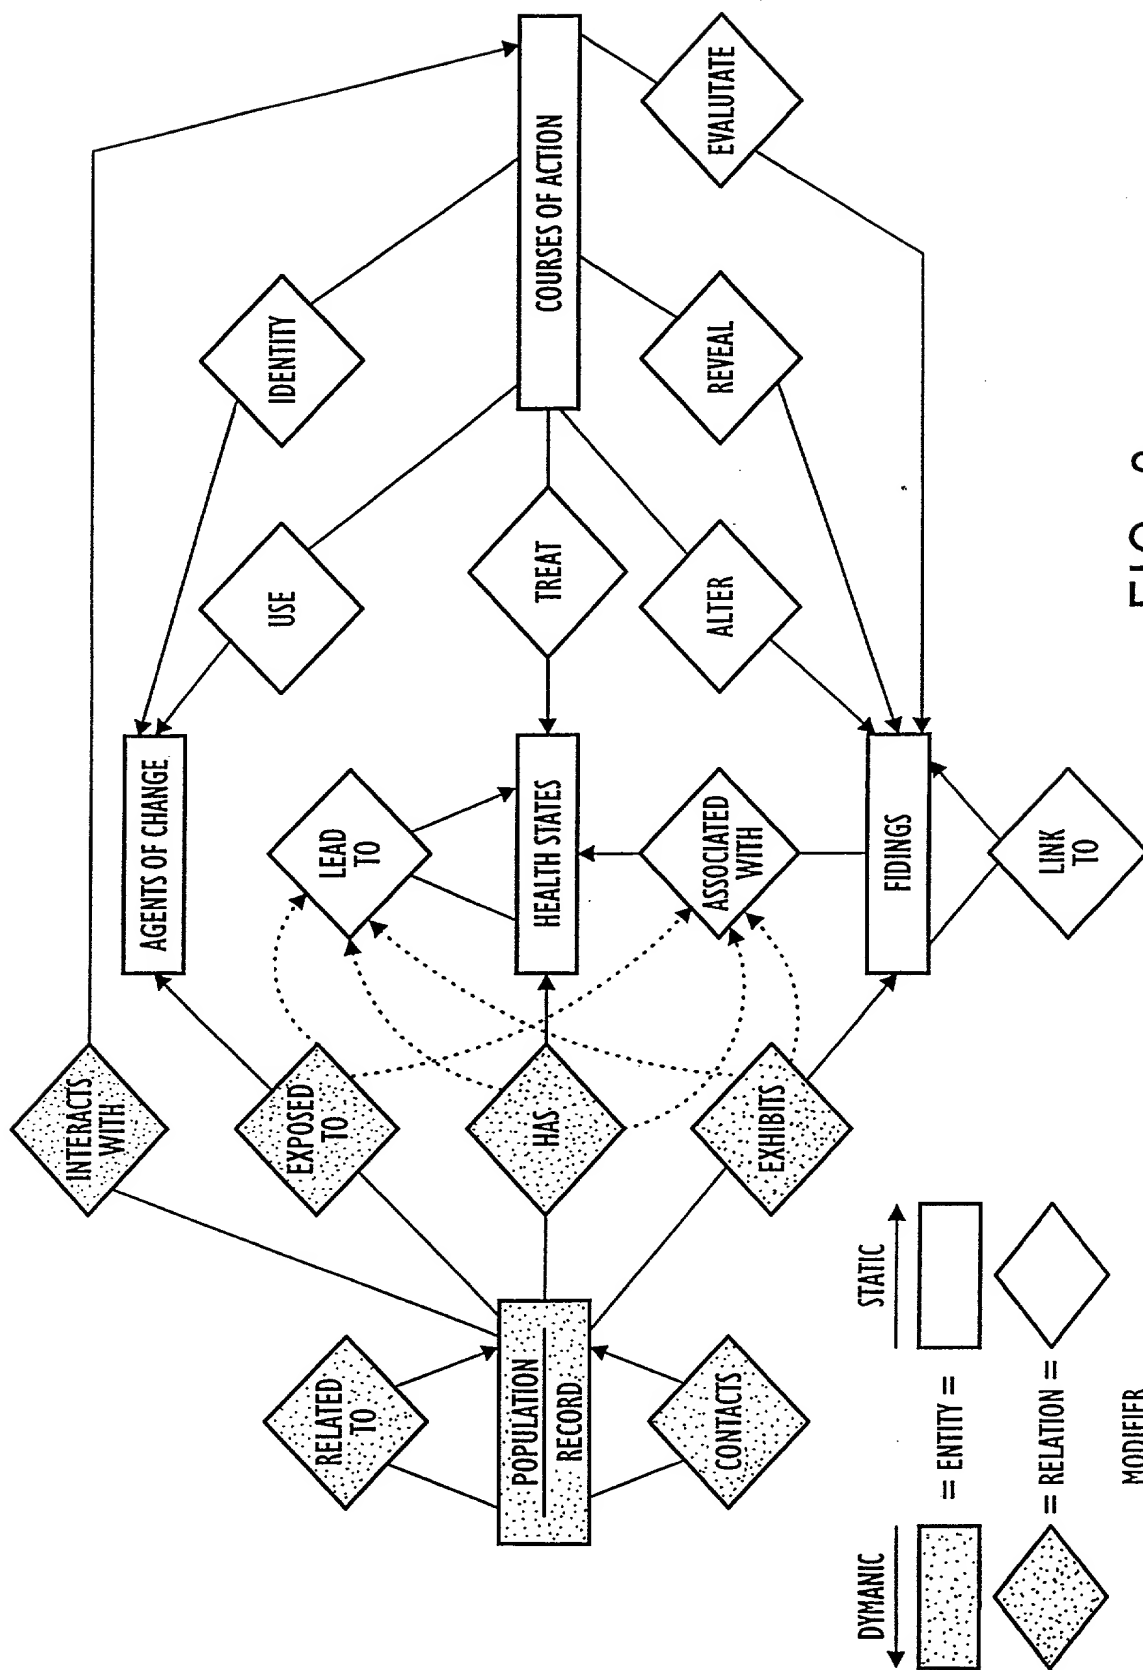 INTERACTS
WITH
RELATED
TO
EXPOSED
TO
AGENTS OF CHANGE
USE
IDENTITY
LEAD
TO
POPULATION
RECORD
HAS
HEALTH STATES
TREAT
COURSES OF ACTION
CONTACTS
EXHIBITS
ASSOCIATED
WITH
ALTER
REVEAL
EVALUTATE
FIDINGS
LINK
TO
DYMANIC
STATIC
= ENTITY =
= RELATION =
MODIFIER